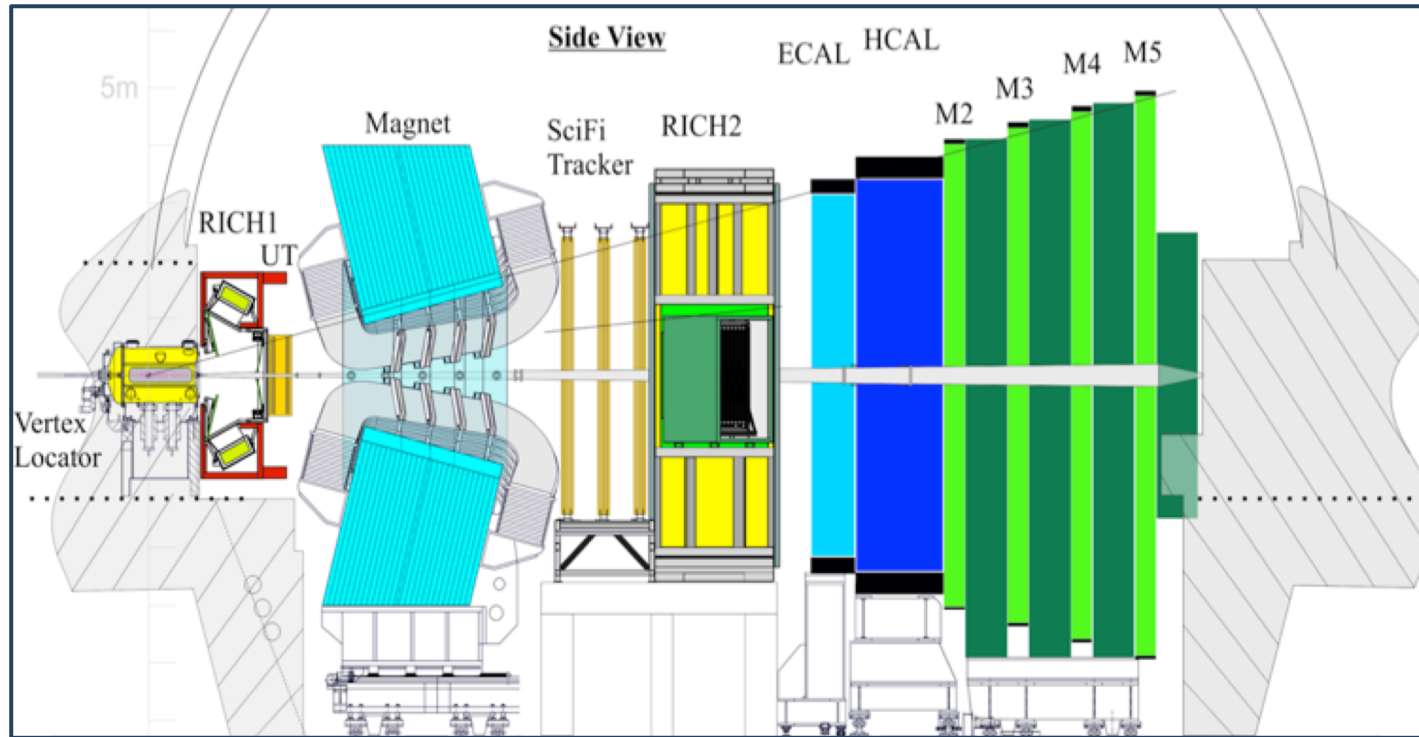 Side View
ECAL
HCAL
M5
M4
M3
M2
5m
Magnet
SciFi
Tracker
RICH2
RICH1
UT
Vertex
Locator